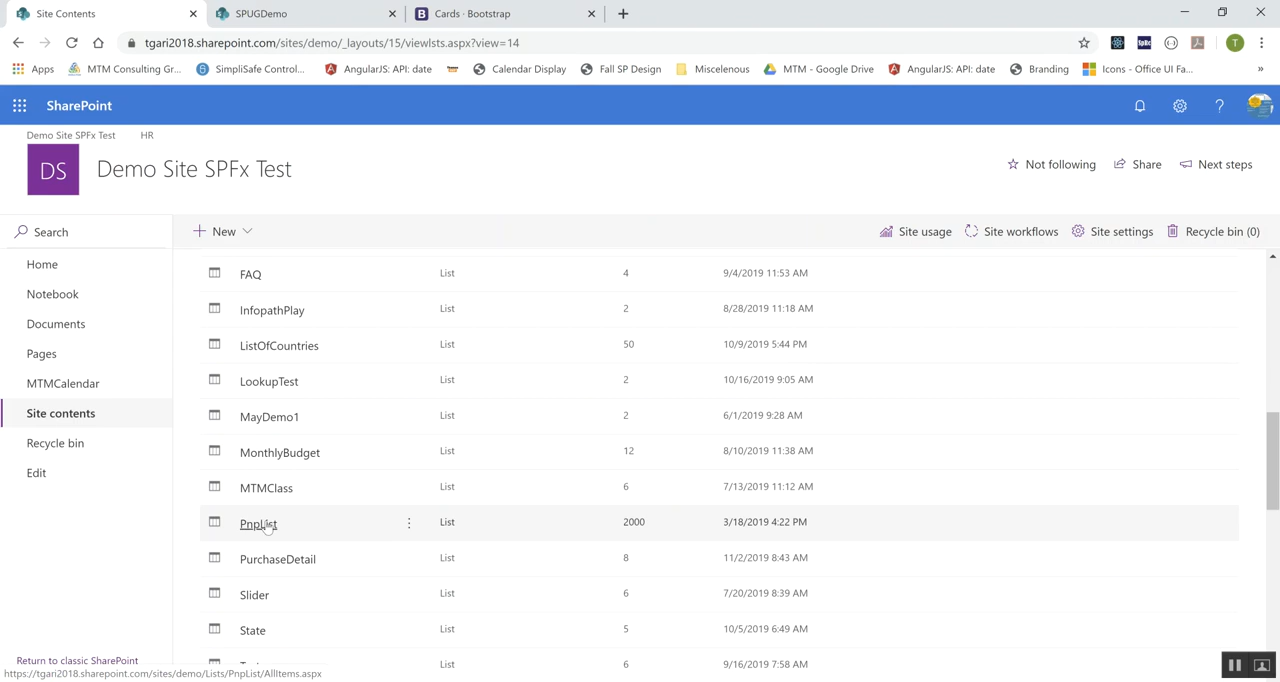 Site Contents
SPUGDemo
B Cards · Bootstrap
tgari2018.sharepoint.com/sites/demo/_layouts/15/viewlsts.aspx?view=14
T
Apps MTM Consulting Gr... SimpliSafe Control... AngularJS: API: date Calendar Display Fall SP Design Miscelenous MTM - Google Drive AngularJS: API: date Branding Icons - Office UI Fa... »
SharePoint
?
Demo Site SPFx Test HR
DS
Demo Site SPFx Test
Not following Share Next steps
Search
New
Site usage Site workflows Site settings Recycle bin (0)
Home
Notebook
Documents
Pages
MTMCalendar
Site contents
Recycle bin
Edit
Return to classic SharePoint
FAQ List 4 9/4/2019 11:53 AM
InfopathPlay List 2 8/28/2019 11:18 AM
ListOfCountries List 50 10/9/2019 5:44 PM
LookupTest List 2 10/16/2019 9:05 AM
MayDemo1 List 2 6/1/2019 9:28 AM
MonthlyBudget List 12 8/10/2019 11:38 AM
MTMClass List 6 7/13/2019 11:12 AM
PnpList List 2000 3/18/2019 4:22 PM
PurchaseDetail List 8 11/2/2019 8:43 AM
Slider List 6 7/20/2019 8:39 AM
State List 5 10/5/2019 6:49 AM
List 6 9/16/2019 7:58 AM
https://tgari2018.sharepoint.com/sites/demo/Lists/PnpList/AllItems.aspx